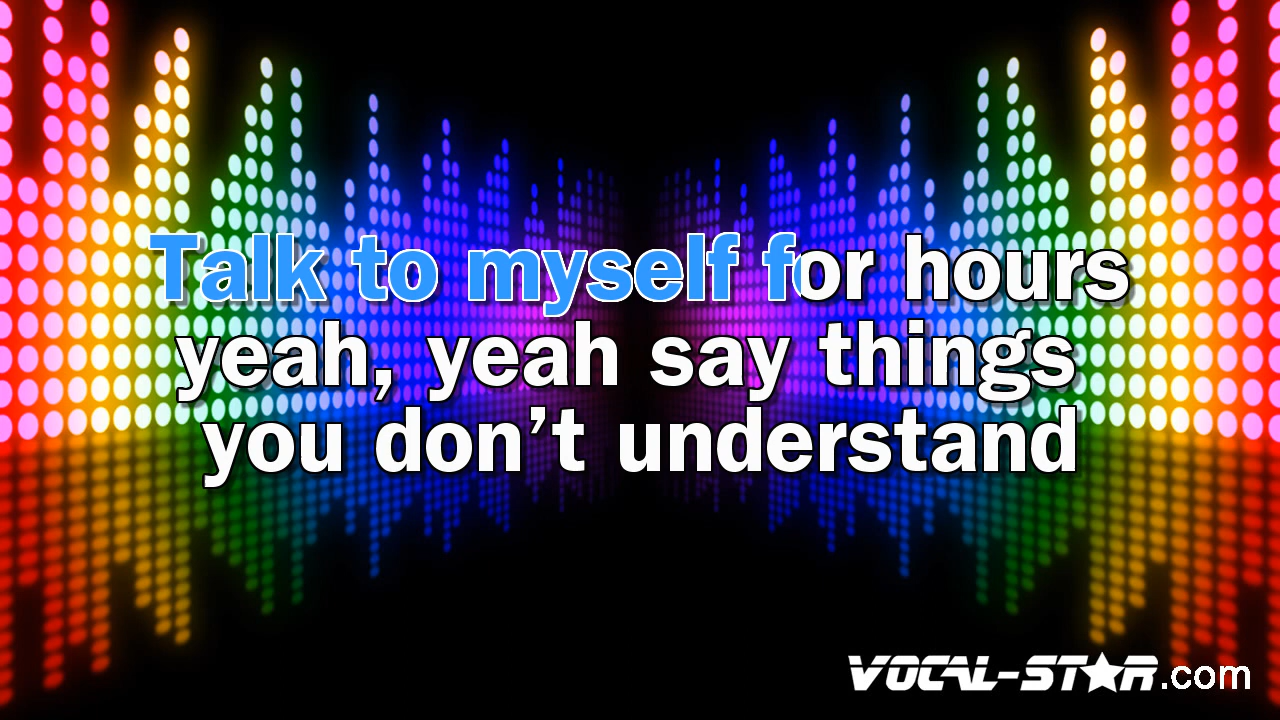 Talk to myself for hours
yeah, yeah say things
you don’t understand
VOCAL-STAR.com